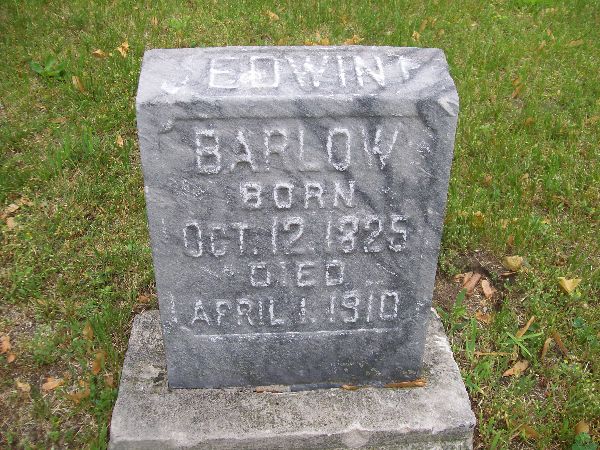 EDWIN
BARLOW
BORN
OCT. 12. 1825
DIED
APRIL 1. 1910